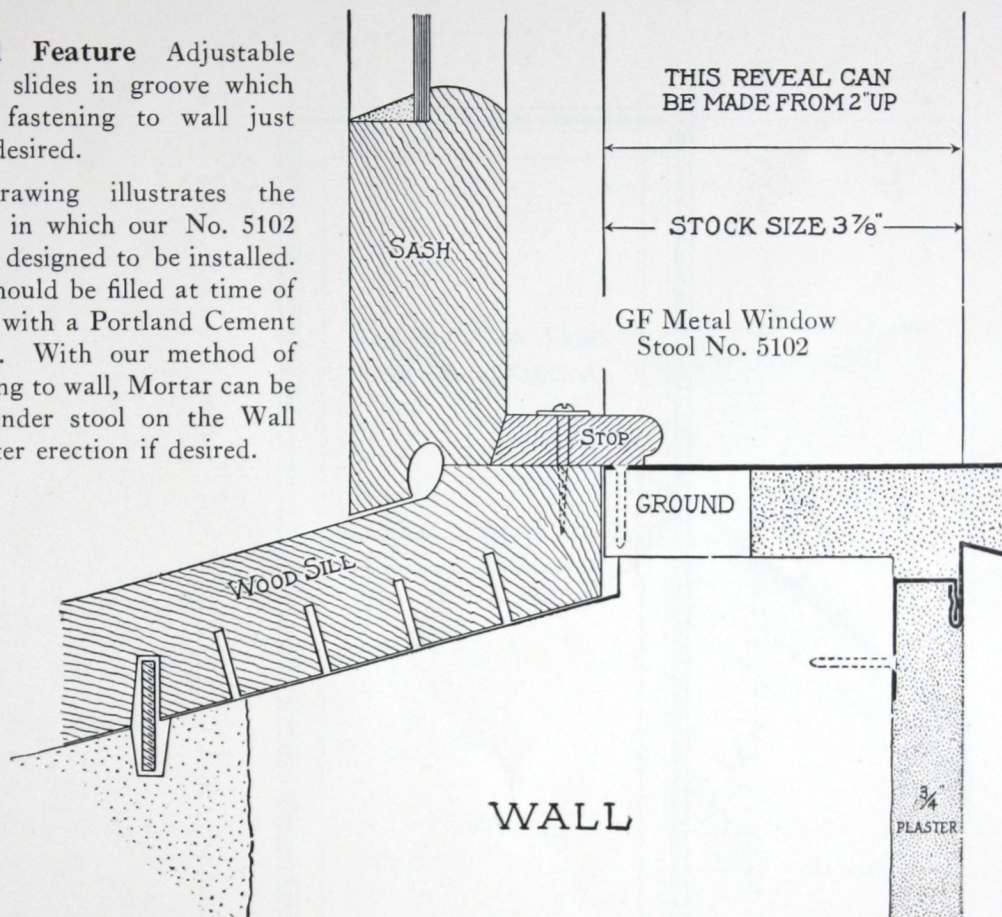 Feature Adjustable
slides in groove which
fastening to wall just
desired.
rawing illustrates the
in which our No. 5102
designed to be installed.
hould be filled at time of
with a Portland Cement
. With our method of
ng to wall, Mortar can be
nder stool on the Wall
ter erection if desired.
THIS REVEAL CAN
BE MADE FROM 2"UP
STOCK SIZE 3⅞"
SASH
GF Metal Window
Stool No. 5102
STOP
GROUND
WOOD SILL
WALL
¾"
PLASTER